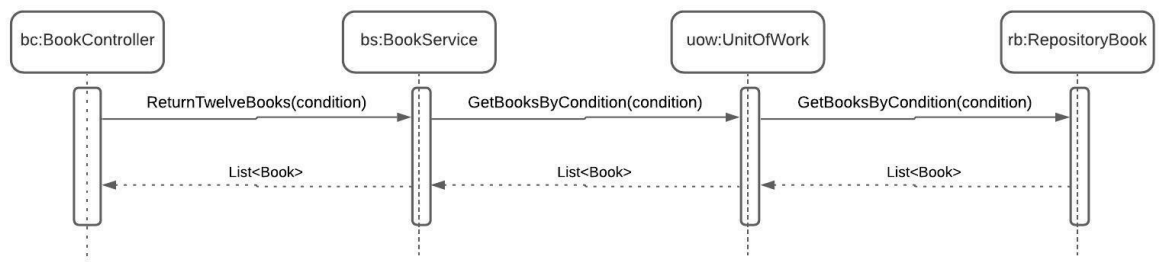 bc:BookController
bs:BookService
uow:UnitOfWork
rb:RepositoryBook
ReturnTwelveBooks(condition)
GetBooksByCondition(condition)
GetBooksByCondition(condition)
List<Book>
List<Book>
List<Book>